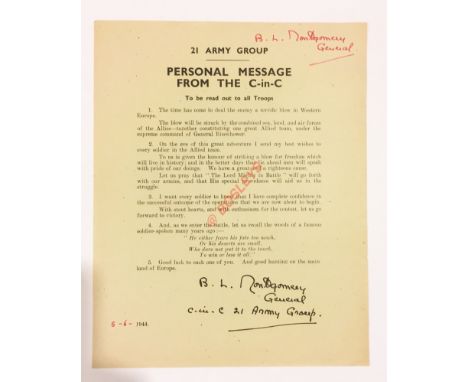 B. L. Montgomery
General
21 ARMY GROUP
PERSONAL MESSAGE
FROM THE C-in-C
To be read out to all Troops
1. The time has come to deal the enemy a terrific blow in Western
Europe.
The blow will be struck by the combined sea, land, and air forces
of the Allies—together constituting one great Allied team, under
the supreme command of General Eisenhower.
2. On the eve of this great adventure I send my best wishes to
every soldier in the Allied team.
To us is given the honour of striking a blow for freedom which
will live in history; and in the better days that lie ahead men will speak
with pride of our doings. We have a great and a righteous cause.
Let us pray that "The Lord Mighty in Battle" will go forth
with our armies, and that His special providence will aid us in the
struggle.
3. I want every soldier to know that I have complete confidence in
the successful outcome of the operations that we are now about to begin.
With stout hearts, and with enthusiasm for the contest, let us go
forward to victory.
4. And, as we enter the battle, let us recall the words of a famous
soldier spoken many years ago:—
"He either fears his fate too much,
Or his deserts are small,
Who dare not put it to the touch,
To win or lose it all."
5. Good luck to each one of you. And good hunting on the main
land of Europe.
B. L. Montgomery
General
C-in-C 21 Army Group.
5-6-1944.